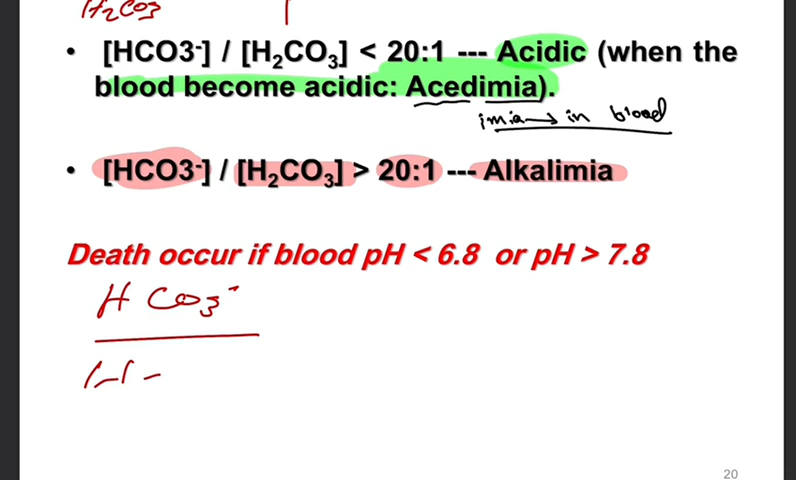 H₂CO₃
• [HCO3-] / [H₂CO₃] < 20:1 --- Acidic (when the
blood become acidic: Acedimia).
imia → in blood
• [HCO3-] / [H₂CO₃] > 20:1 --- Alkalimia
Death occur if blood pH < 6.8 or pH > 7.8
HCO₃-
20